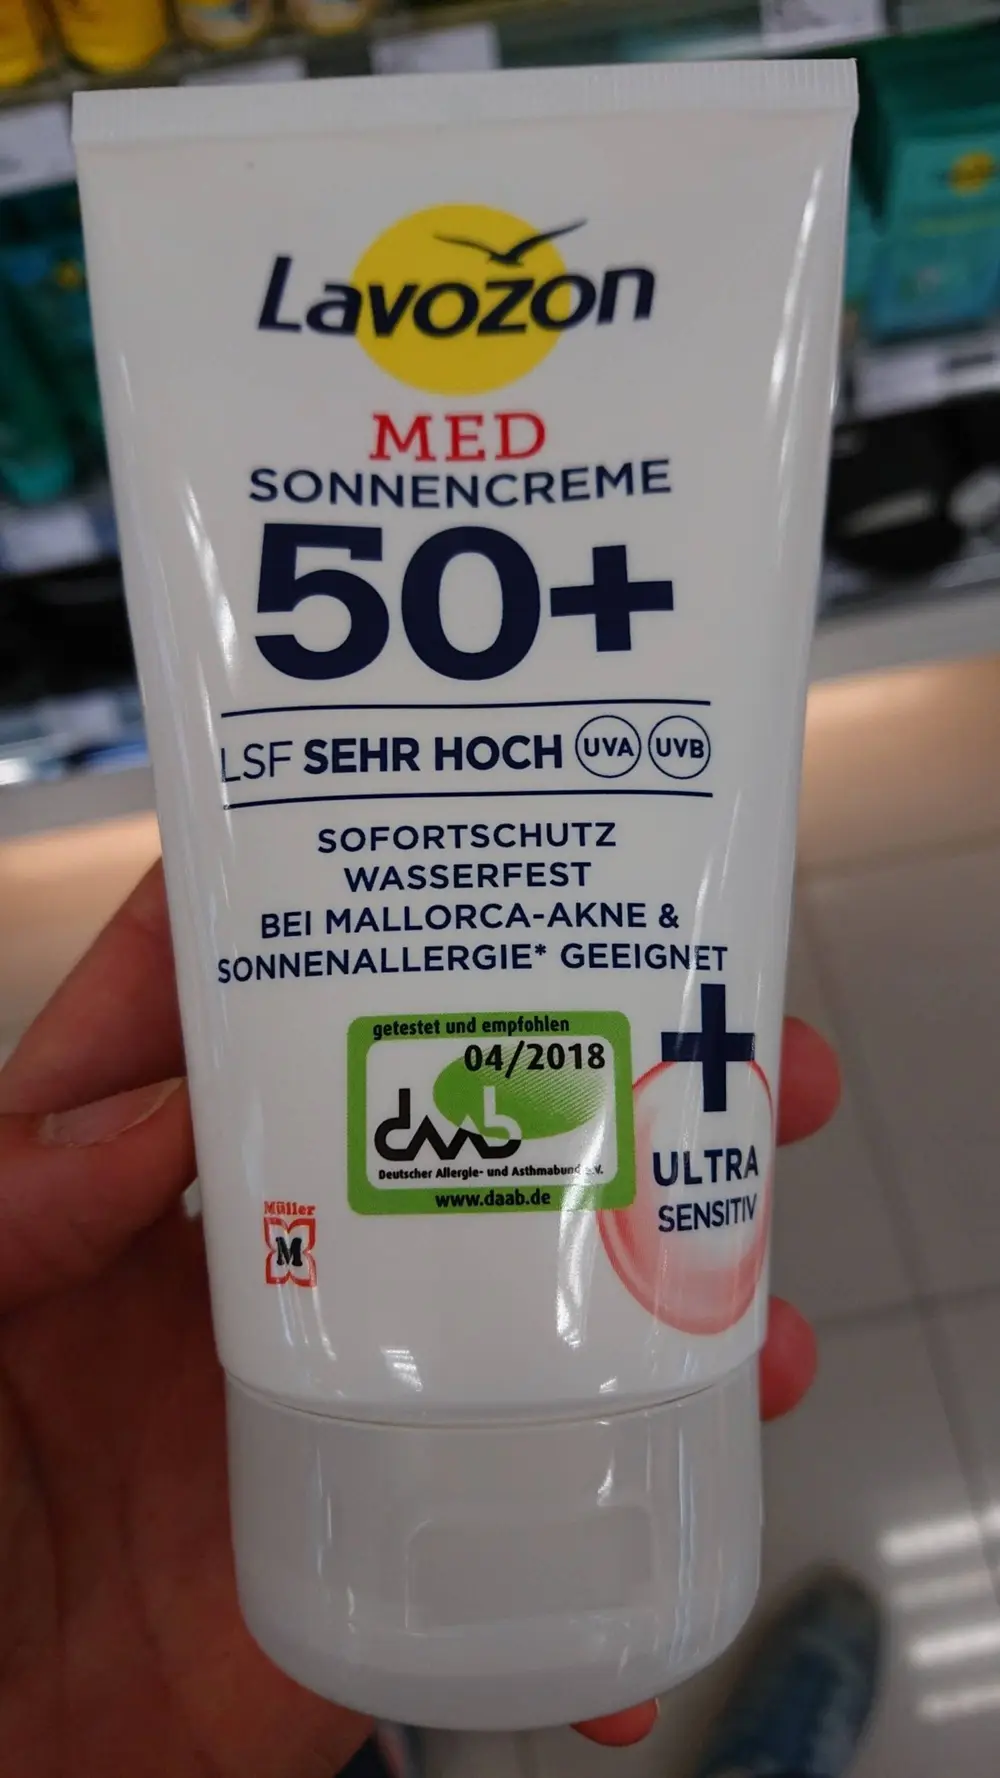 Lavozon
MED
SONNENCREME
50+
LSF SEHR HOCH UVA UVB
SOFORTSCHUTZ
WASSERFEST
BEI MALLORCA-AKNE &
SONNENALLERGIE* GEEIGNET
getestet und empfohlen
04/2018
daab
Deutscher Allergie- und Asthmabund e.V.
www.daab.de
+
ULTRA
SENSITIV
Müller
M